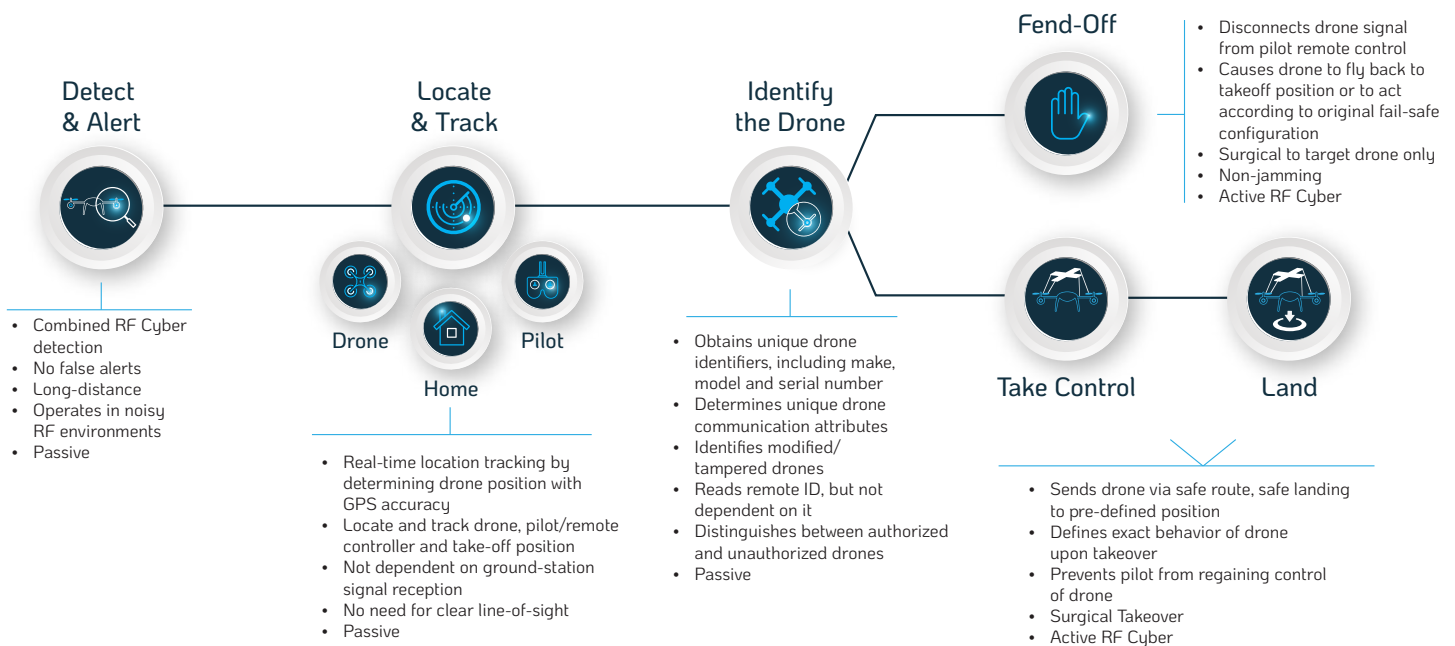 Detect
& Alert
• Combined RF Cyber
detection
• No false alerts
• Long-distance
• Operates in noisy
RF environments
• Passive
Locate
& Track
Drone
Home
Pilot
• Real-time location tracking by
determining drone position with
GPS accuracy
• Locate and track drone, pilot/remote
controller and take-off position
• Not dependent on ground-station
signal reception
• No need for clear line-of-sight
• Passive
Identify
the Drone
• Obtains unique drone
identifiers, including make,
model and serial number
• Determines unique drone
communication attributes
• Identifies modified/
tampered drones
• Reads remote ID, but not
dependent on it
• Distinguishes between authorized
and unauthorized drones
• Passive
Fend-Off
• Disconnects drone signal
from pilot remote control
• Causes drone to fly back to
takeoff position or to act
according to original fail-safe
configuration
• Surgical to target drone only
• Non-jamming
• Active RF Cyber
Take Control
Land
• Sends drone via safe route, safe landing
to pre-defined position
• Defines exact behavior of drone
upon takeover
• Prevents pilot from regaining control
of drone
• Surgical Takeover
• Active RF Cyber